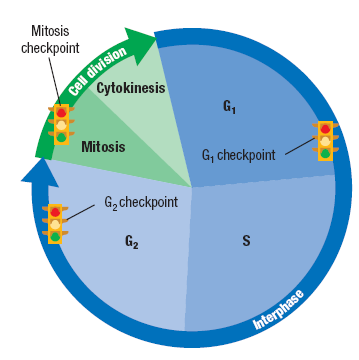 Mitosis
checkpoint
Cell division
Cytokinesis
G1
Mitosis
G1 checkpoint
G2 checkpoint
G2
S
Interphase